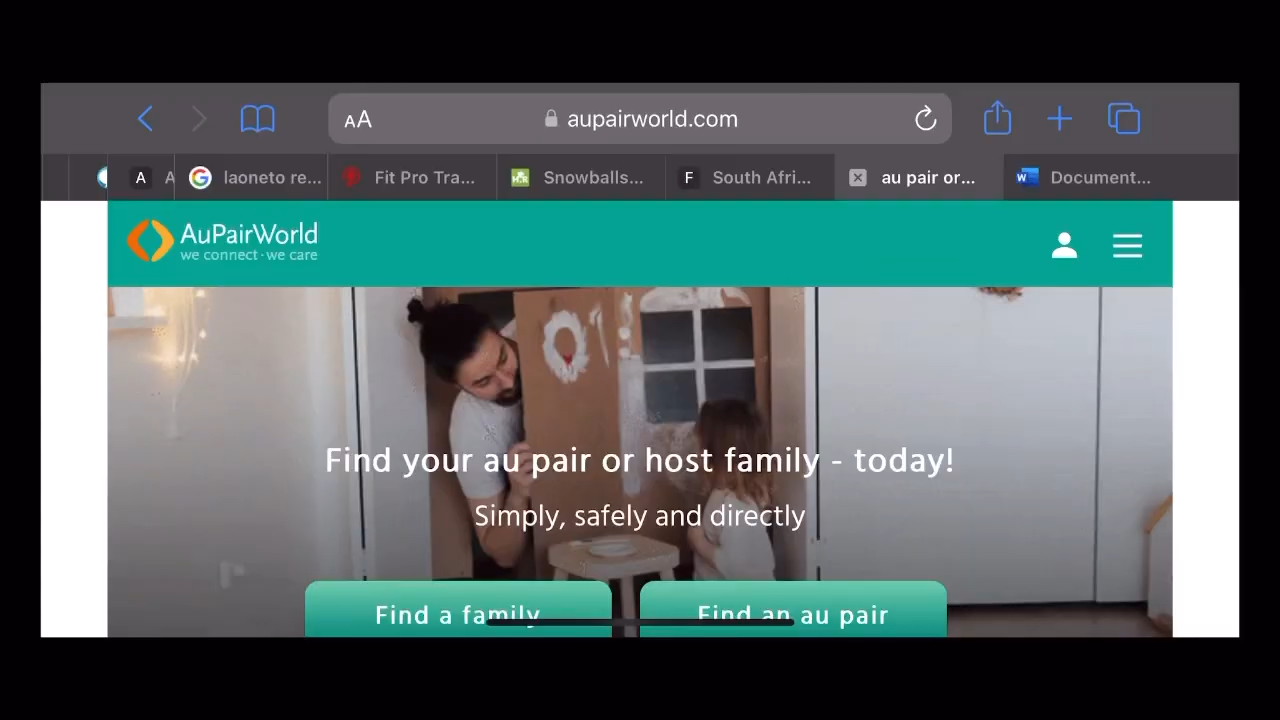 AA
aupairworld.com
A
A
laoneto re...
Fit Pro Tra...
Snowballs...
F
South Afri...
au pair or...
W
Document...
AuPairWorld
we connect · we care
Find your au pair or host family - today!
Simply, safely and directly
Find a family
Find an au pair